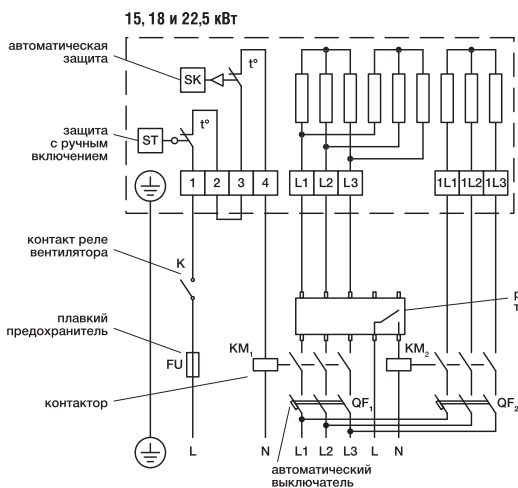 15, 18 и 22,5 кВт
автоматическая
защита
SK
t°
защита
с ручным
включением
ST
t°
1 2 3 4 L1 L2 L3 1L1 1L2 1L3
контакт реле
вентилятора
K
плавкий
предохранитель
FU
KM1
KM2
контактор
QF1
QF2
L N L1 L2 L3 L N
автоматический
выключатель